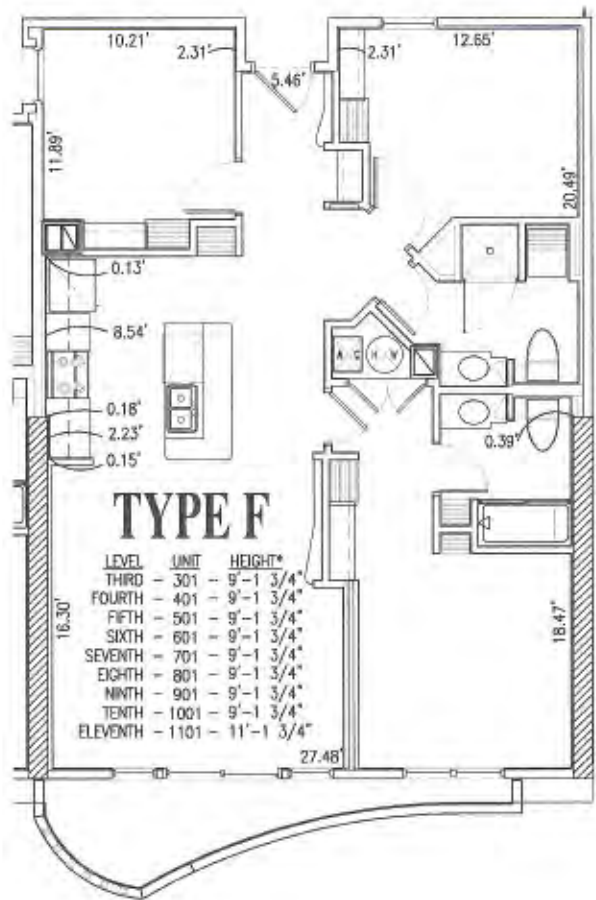 10.21'
2.31'
5.46'
2.31'
12.65'
11.89'
20.49'
0.13'
8.54'
A/C H/W
0.18'
2.23'
0.15'
0.39'
TYPE F
LEVEL UNIT HEIGHT*
THIRD - 301 - 9'-1 3/4"
FOURTH - 401 - 9'-1 3/4"
FIFTH - 501 - 9'-1 3/4"
SIXTH - 601 - 9'-1 3/4"
SEVENTH - 701 - 9'-1 3/4"
EIGHTH - 801 - 9'-1 3/4"
NINTH - 901 - 9'-1 3/4"
TENTH - 1001 - 9'-1 3/4"
ELEVENTH - 1101 - 11'-1 3/4"
16.30'
18.47'
27.48'